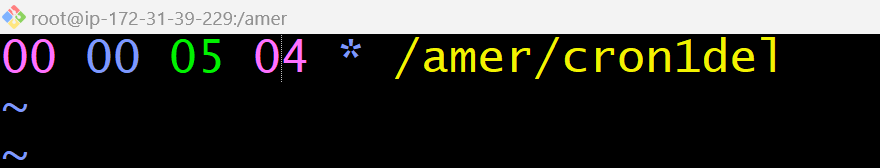 root@ip-172-31-39-229:/amer
00 00 05 04 * /amer/cron1del
~
~